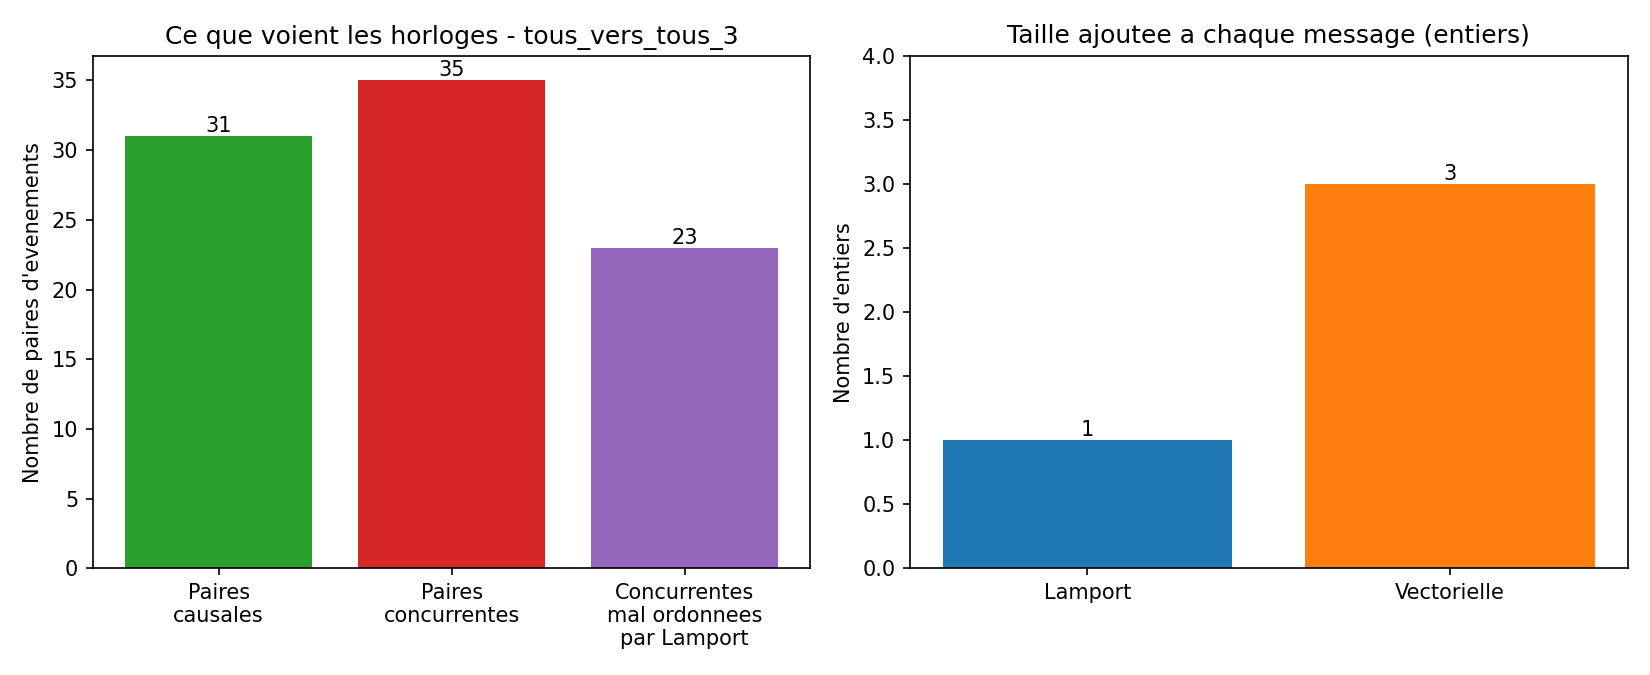 Ce que voient les horloges - tous_vers_tous_3
Nombre de paires d'evenements
35
30
25
20
15
10
5
0
31
35
23
Paires
causales
Paires
concurrentes
Concurrentes
mal ordonnees
par Lamport
Taille ajoutee a chaque message (entiers)
Nombre d'entiers
4.0
3.5
3.0
2.5
2.0
1.5
1.0
0.5
0.0
1
3
Lamport
Vectorielle